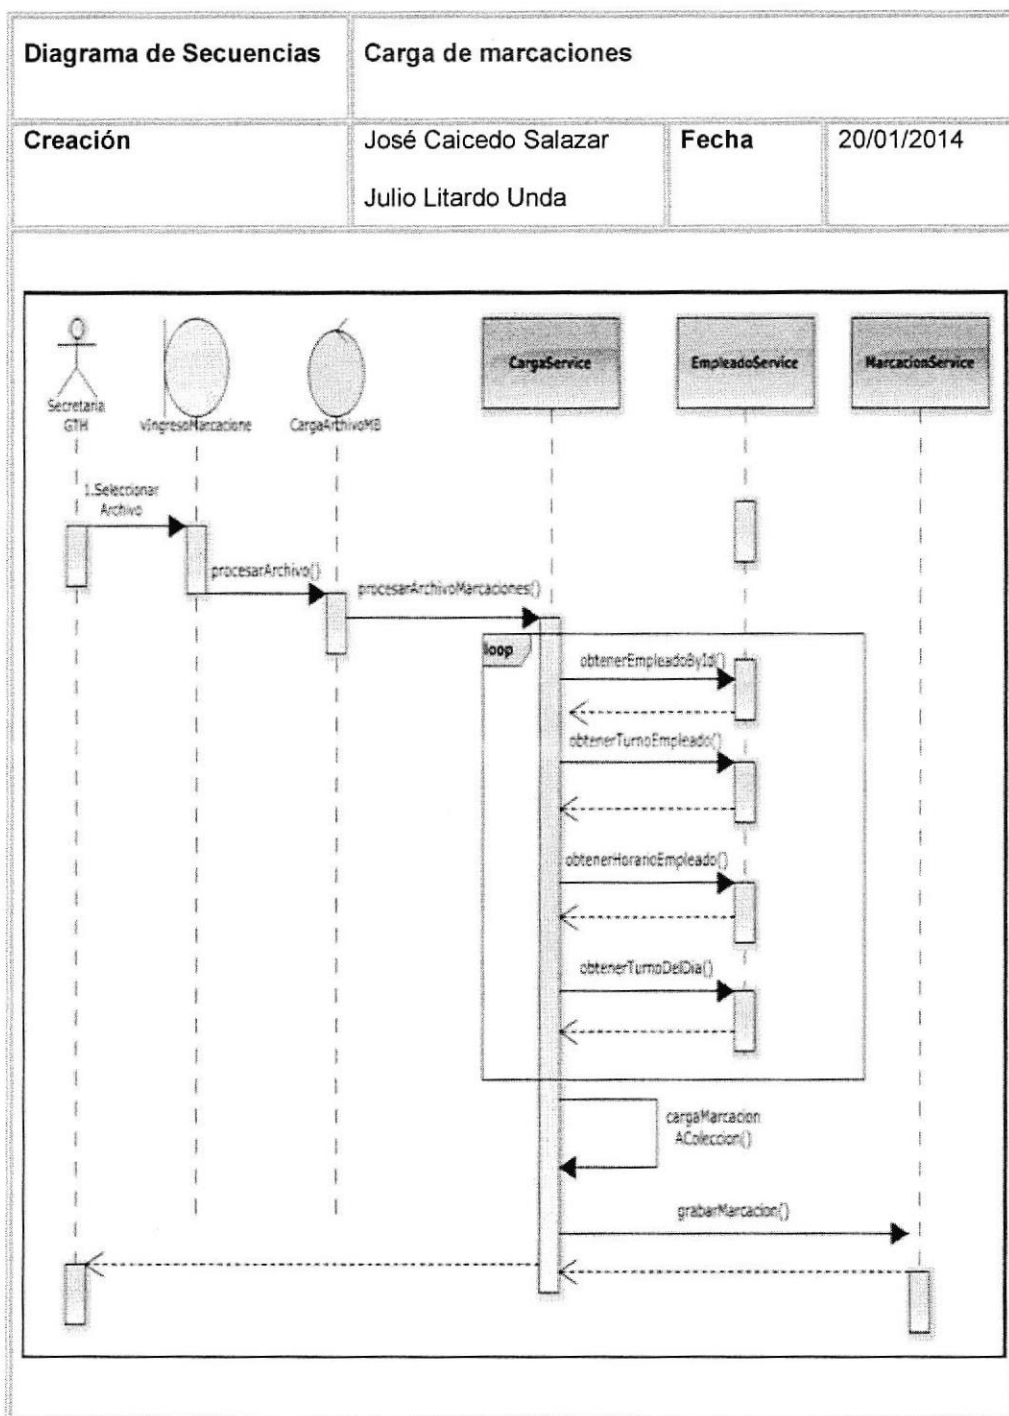 Diagrama de Secuencias
Carga de marcaciones
Creación
José Caicedo Salazar
Julio Litardo Unda
Fecha
20/01/2014
Secretaria
GTH
vIngresoMarcacione
CargaArchivoMB
CargaService
EmpleadoService
MarcacionService
1.Seleccionar
Archivo
procesarArchivo()
procesarArchivoMarcaciones()
loop
obtenerEmpleadoById()
obtenerTurnoEmpleado()
obtenerHorarioEmpleado()
obtenerTurnoDelDia()
cargaMarcacion
AColeccion()
grabarMarcacion()